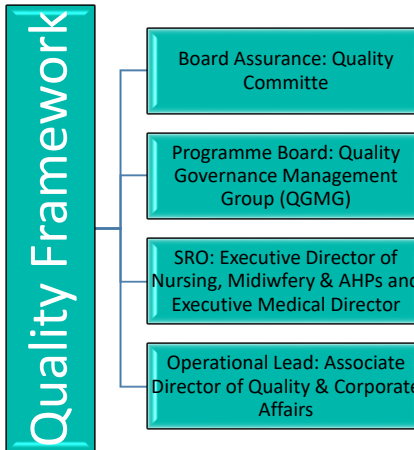 Quality Framework
Board Assurance: Quality
Committe
Programme Board: Quality
Governance Management
Group (QGMG)
SRO: Executive Director of
Nursing, Midiwfery & AHPs and
Executive Medical Director
Operational Lead: Associate
Director of Quality & Corporate
Affairs